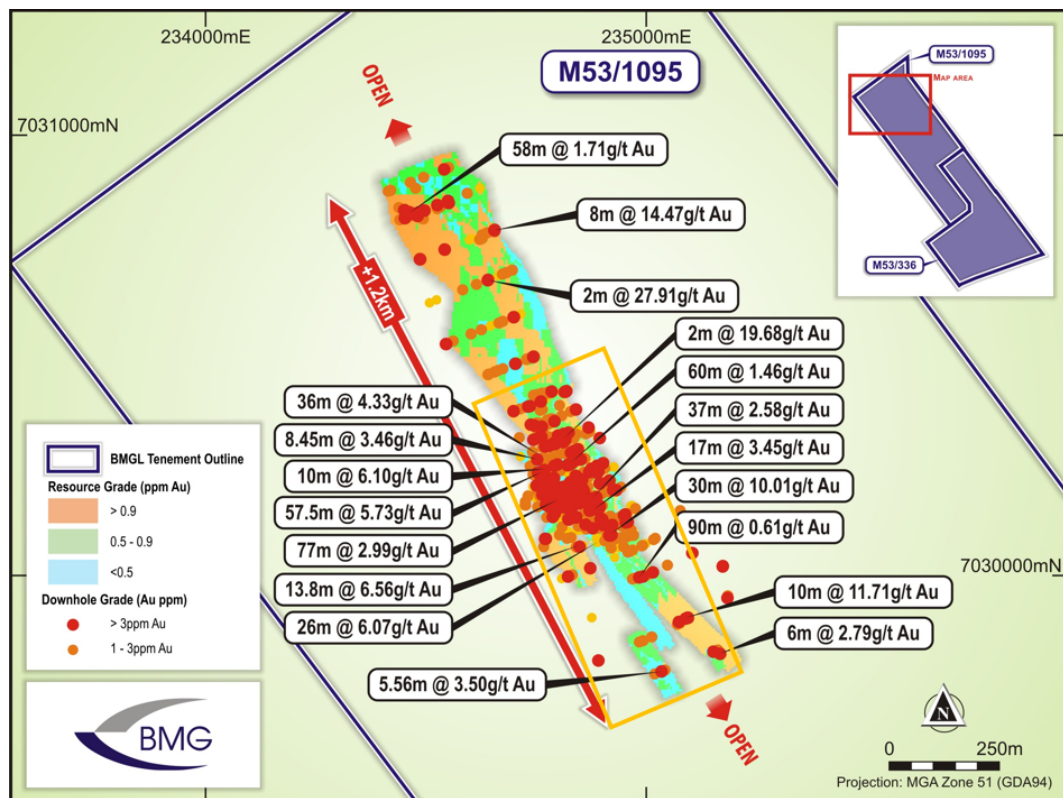 234000mE
235000mE
M53/1095
M53/1095
MAP AREA
M53/336
OPEN
7031000mN
58m @ 1.71g/t Au
8m @ 14.47g/t Au
+1.2km
2m @ 27.91g/t Au
2m @ 19.68g/t Au
60m @ 1.46g/t Au
36m @ 4.33g/t Au
37m @ 2.58g/t Au
8.45m @ 3.46g/t Au
17m @ 3.45g/t Au
10m @ 6.10g/t Au
30m @ 10.01g/t Au
57.5m @ 5.73g/t Au
90m @ 0.61g/t Au
77m @ 2.99g/t Au
7030000mN
13.8m @ 6.56g/t Au
10m @ 11.71g/t Au
26m @ 6.07g/t Au
6m @ 2.79g/t Au
5.56m @ 3.50g/t Au
OPEN
BMGL Tenement Outline
Resource Grade (ppm Au)
> 0.9
0.5 - 0.9
<0.5
Downhole Grade (Au ppm)
> 3ppm Au
1 - 3ppm Au
BMG
N
0 250m
Projection: MGA Zone 51 (GDA94)